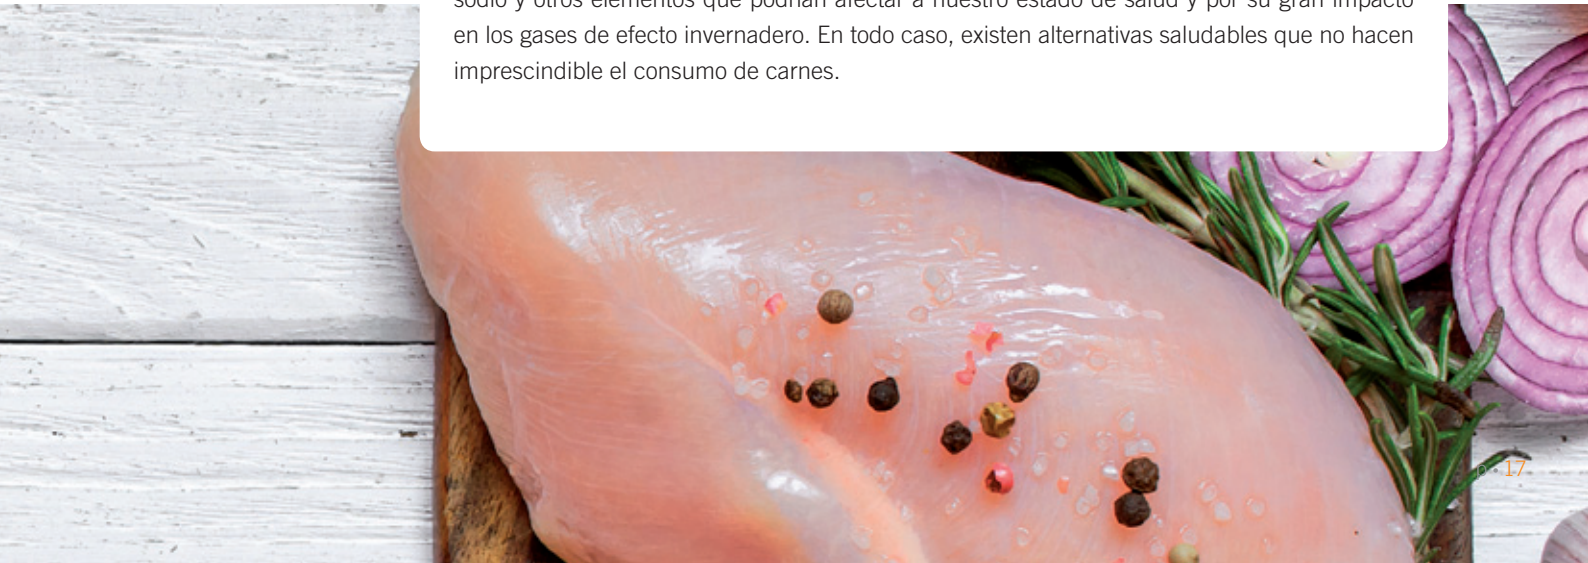 sodio y otros elementos que podrían afectar a nuestro estado de salud y por su gran impacto
en los gases de efecto invernadero. En todo caso, existen alternativas saludables que no hacen
imprescindible el consumo de carnes.
p. 17